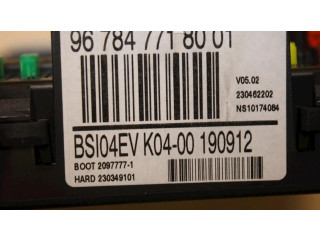 96 784 771 80 01
V05.02
230462202
NS10174084
BSI04EV K04-00 190912
BOOT 2097777-1
HARD 230349101